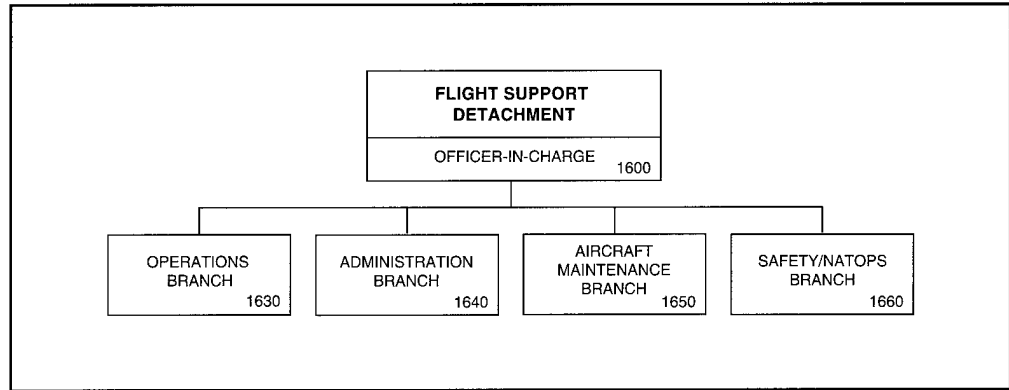 FLIGHT SUPPORT
DETACHMENT
OFFICER-IN-CHARGE
1600
OPERATIONS
BRANCH
1630
ADMINISTRATION
BRANCH
1640
AIRCRAFT
MAINTENANCE
BRANCH
1650
SAFETY/NATOPS
BRANCH
1660